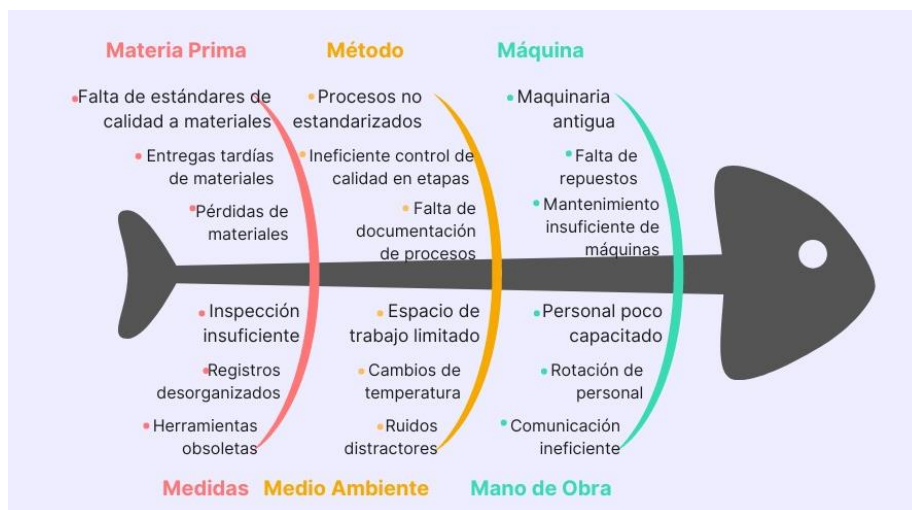 Materia Prima
Falta de estándares de
calidad a materiales
Entregas tardías
de materiales
Pérdidas de
materiales
Método
Procesos no
estandarizados
Ineficiente control de
calidad en etapas
Falta de
documentación
de procesos
Máquina
Maquinaria
antigua
Falta de
repuestos
Mantenimiento
insuficiente de
máquinas
Inspección
insuficiente
Registros
desorganizados
Herramientas
obsoletas
Medidas
Espacio de
trabajo limitado
Cambios de
temperatura
Ruidos
distractores
Medio Ambiente
Personal poco
capacitado
Rotación de
personal
Comunicación
ineficiente
Mano de Obra